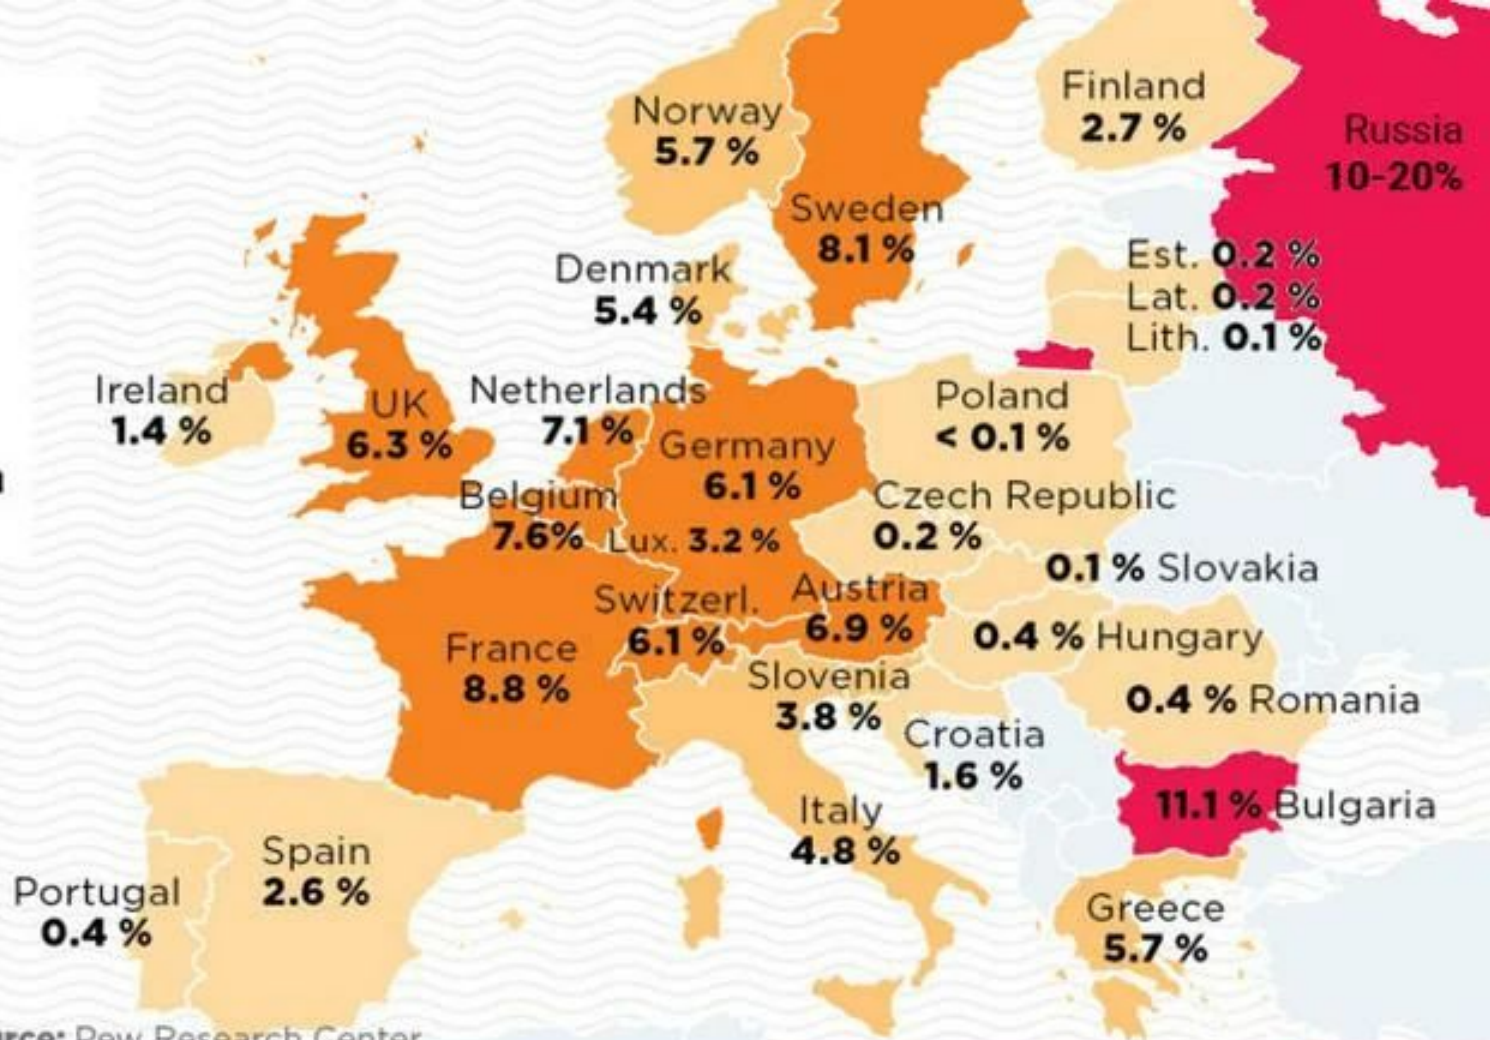 Norway
5.7 %
Finland
2.7 %
Russia
10-20%
Sweden
8.1 %
Denmark
5.4 %
Est. 0.2 %
Lat. 0.2 %
Lith. 0.1 %
Ireland
1.4 %
UK
6.3 %
Netherlands
7.1 %
Germany
6.1 %
Poland
< 0.1 %
Belgium
7.6%
Lux. 3.2 %
Czech Republic
0.2 %
0.1 % Slovakia
Switzerl.
6.1 %
Austria
6.9 %
0.4 % Hungary
France
8.8 %
Slovenia
3.8 %
0.4 % Romania
Croatia
1.6 %
Italy
4.8 %
11.1 % Bulgaria
Spain
2.6 %
Portugal
0.4 %
Greece
5.7 %
Pew Research Center